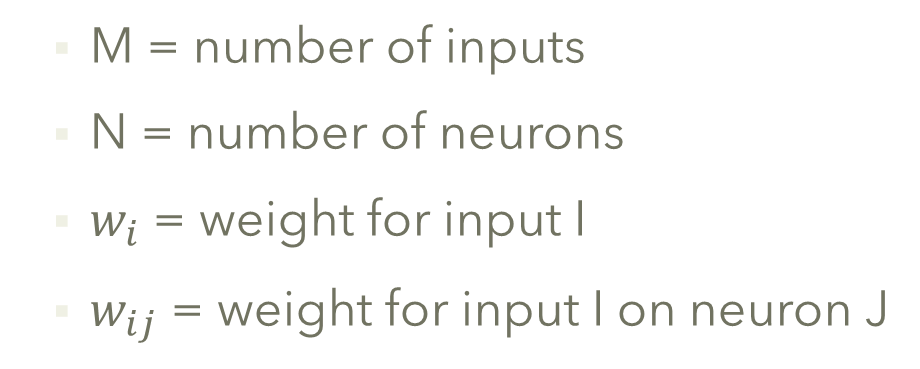 ▪ M = number of inputs
▪ N = number of neurons
▪ 𝑤ᵢ = weight for input I
▪ 𝑤ᵢⱼ = weight for input I on neuron J